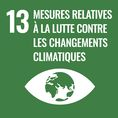 13 MESURES RELATIVES
À LA LUTTE CONTRE
LES CHANGEMENTS
CLIMATIQUES